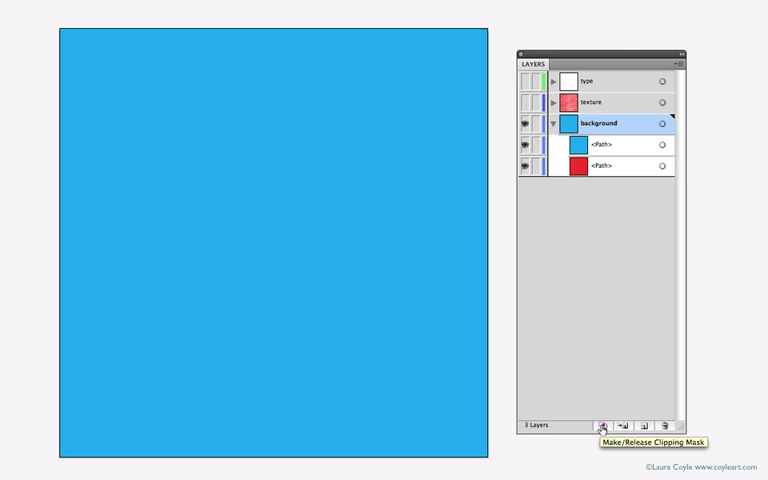 LAYERS
type
texture
background
<Path>
<Path>
3 Layers
Make/Release Clipping Mask
©Laura Coyle www.coyleart.com